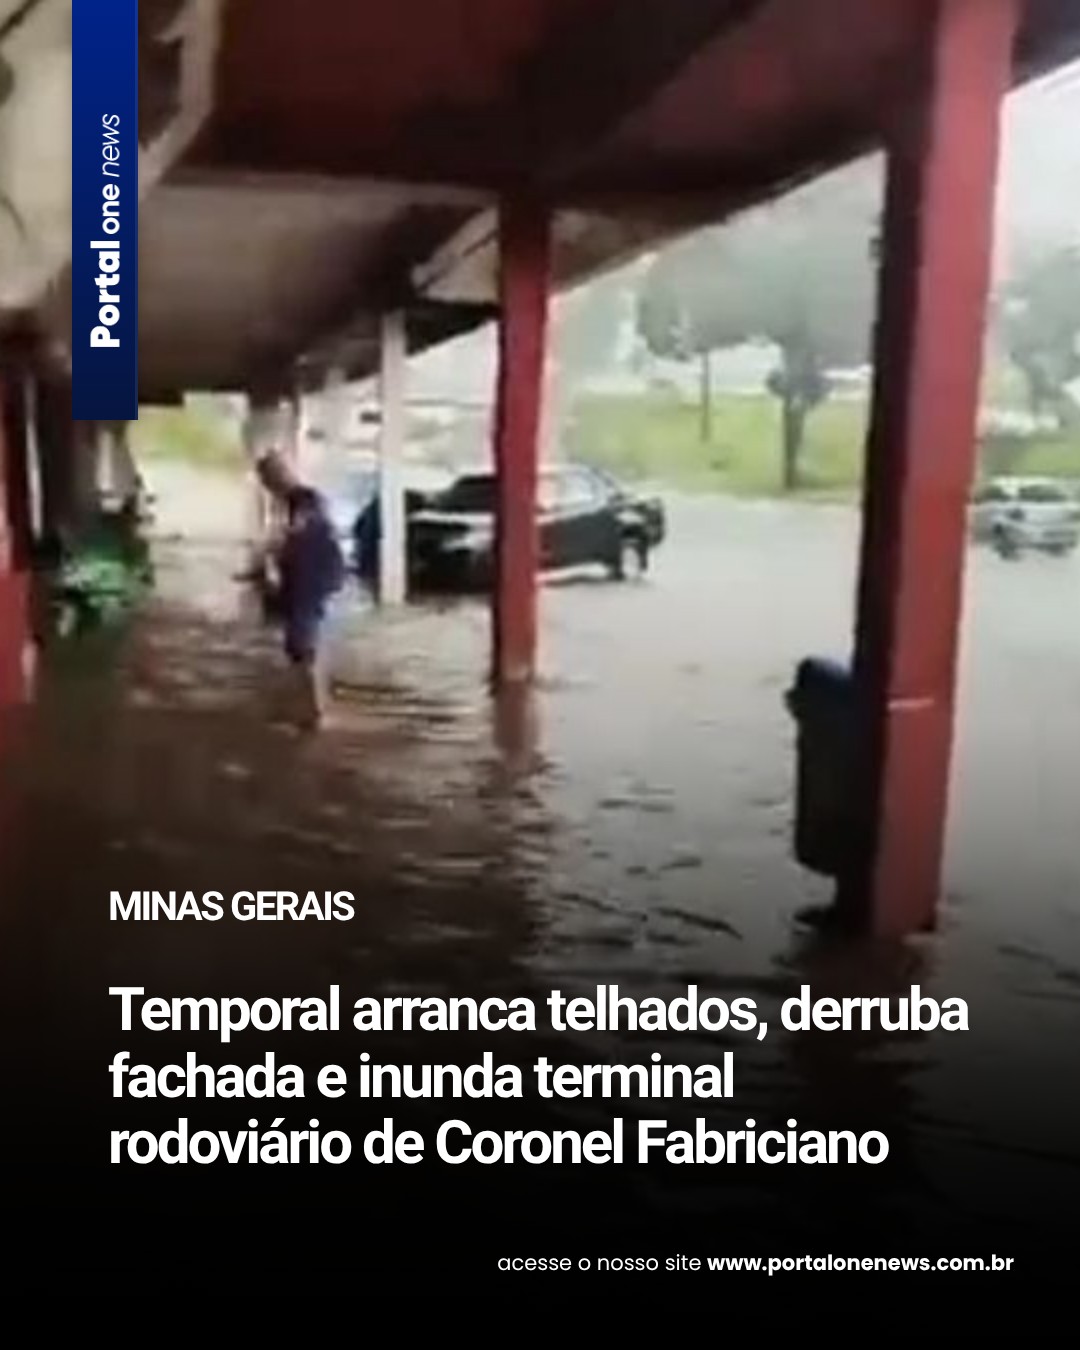 Portal one news
MINAS GERAIS
Temporal arranca telhados, derruba
fachada e inunda terminal
rodoviário de Coronel Fabriciano
acesse o nosso site www.portalonenews.com.br